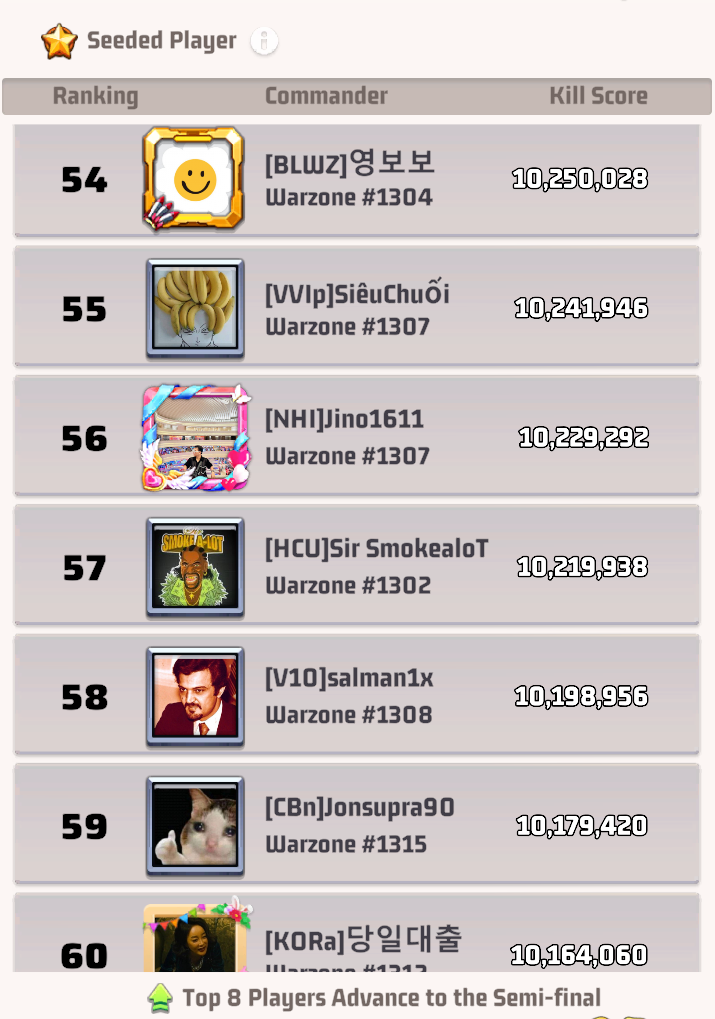 Seeded Player
Ranking Commander Kill Score
54 [BLWZ]영보보 10,250,028
Warzone #1304
55 [VVIp]SiêuChuối 10,241,946
Warzone #1307
56 [NHI]Jino1611 10,229,292
Warzone #1307
57 SMOKE-A-LOT [HCU]Sir SmokealoT 10,219,938
Warzone #1302
58 [V10]salman1x 10,198,956
Warzone #1308
59 [CBn]Jonsupra90 10,179,420
Warzone #1315
60 [KORa]당일대출 10,164,060
Top 8 Players Advance to the Semi-final